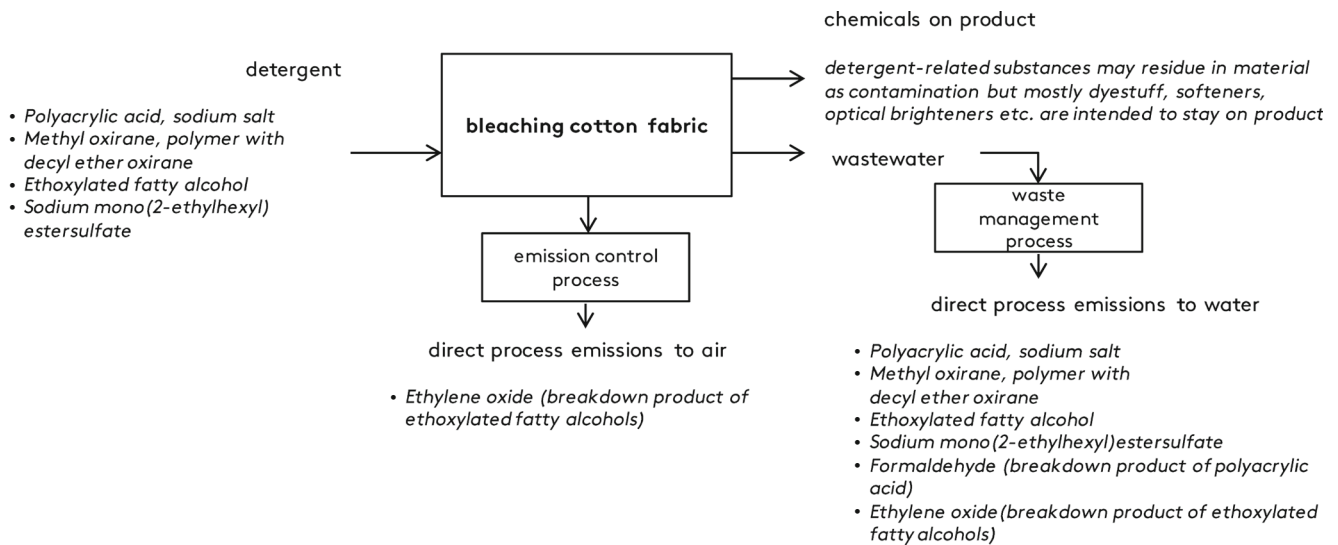 detergent
• Polyacrylic acid, sodium salt
• Methyl oxirane, polymer with
decyl ether oxirane
• Ethoxylated fatty alcohol
• Sodium mono(2-ethylhexyl)
estersulfate
bleaching cotton fabric
chemicals on product
detergent-related substances may residue in material
as contamination but mostly dyestuff, softeners,
optical brighteners etc. are intended to stay on product
wastewater
waste
management
process
emission control
process
direct process emissions to air
• Ethylene oxide (breakdown product of
ethoxylated fatty alcohols)
direct process emissions to water
• Polyacrylic acid, sodium salt
• Methyl oxirane, polymer with
decyl ether oxirane
• Ethoxylated fatty alcohol
• Sodium mono(2-ethylhexyl)estersulfate
• Formaldehyde (breakdown product of polyacrylic
acid)
• Ethylene oxide(breakdown product of ethoxylated
fatty alcohols)